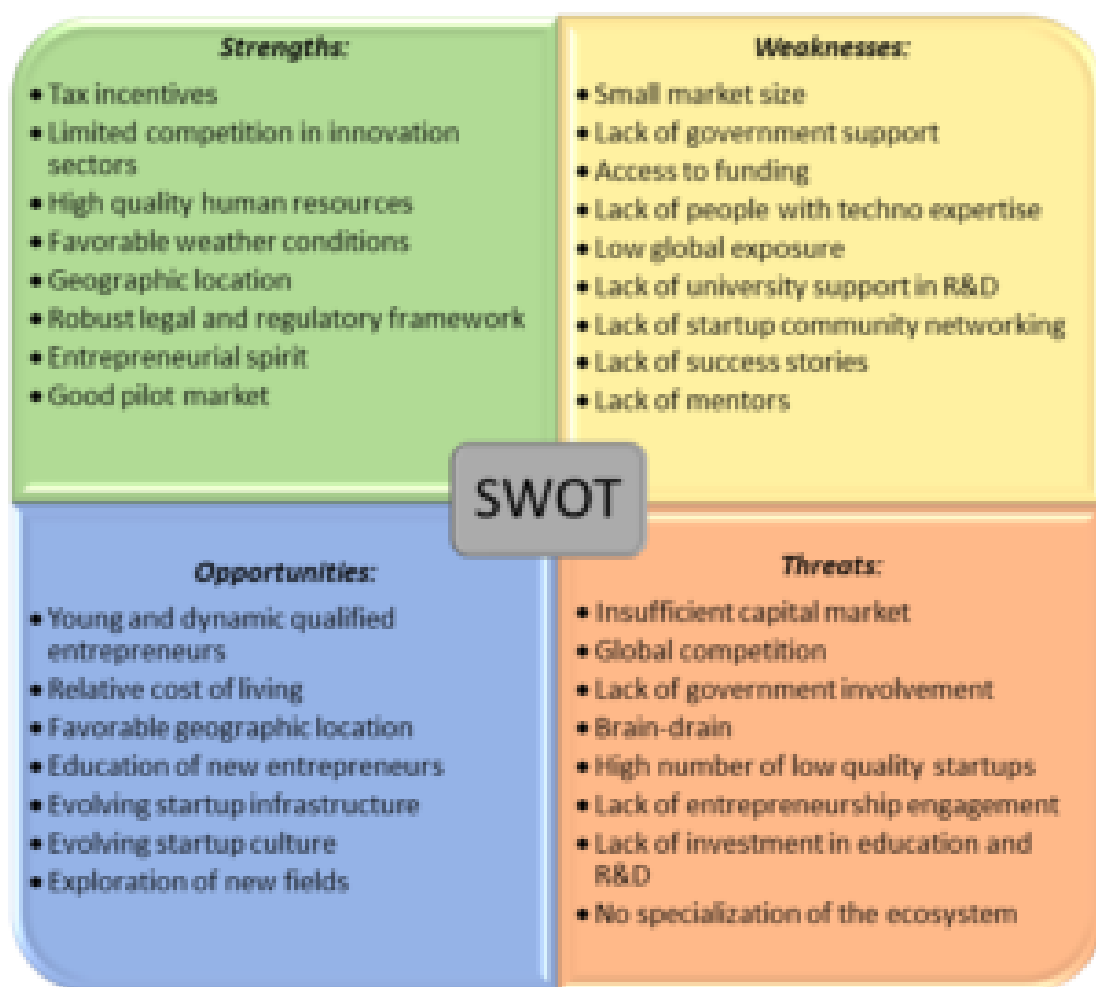 Strengths:
• Tax incentives
• Limited competition in innovation
sectors
• High quality human resources
• Favorable weather conditions
• Geographic location
• Robust legal and regulatory framework
• Entrepreneurial spirit
• Good pilot market
Weaknesses:
• Small market size
• Lack of government support
• Access to funding
• Lack of people with techno expertise
• Low global exposure
• Lack of university support in R&D
• Lack of startup community networking
• Lack of success stories
• Lack of mentors
SWOT
Opportunities:
• Young and dynamic qualified
entrepreneurs
• Relative cost of living
• Favorable geographic location
• Education of new entrepreneurs
• Evolving startup infrastructure
• Evolving startup culture
• Exploration of new fields
Threats:
• Insufficient capital market
• Global competition
• Lack of government involvement
• Brain-drain
• High number of low quality startups
• Lack of entrepreneurship engagement
• Lack of investment in education and
R&D
• No specialization of the ecosystem